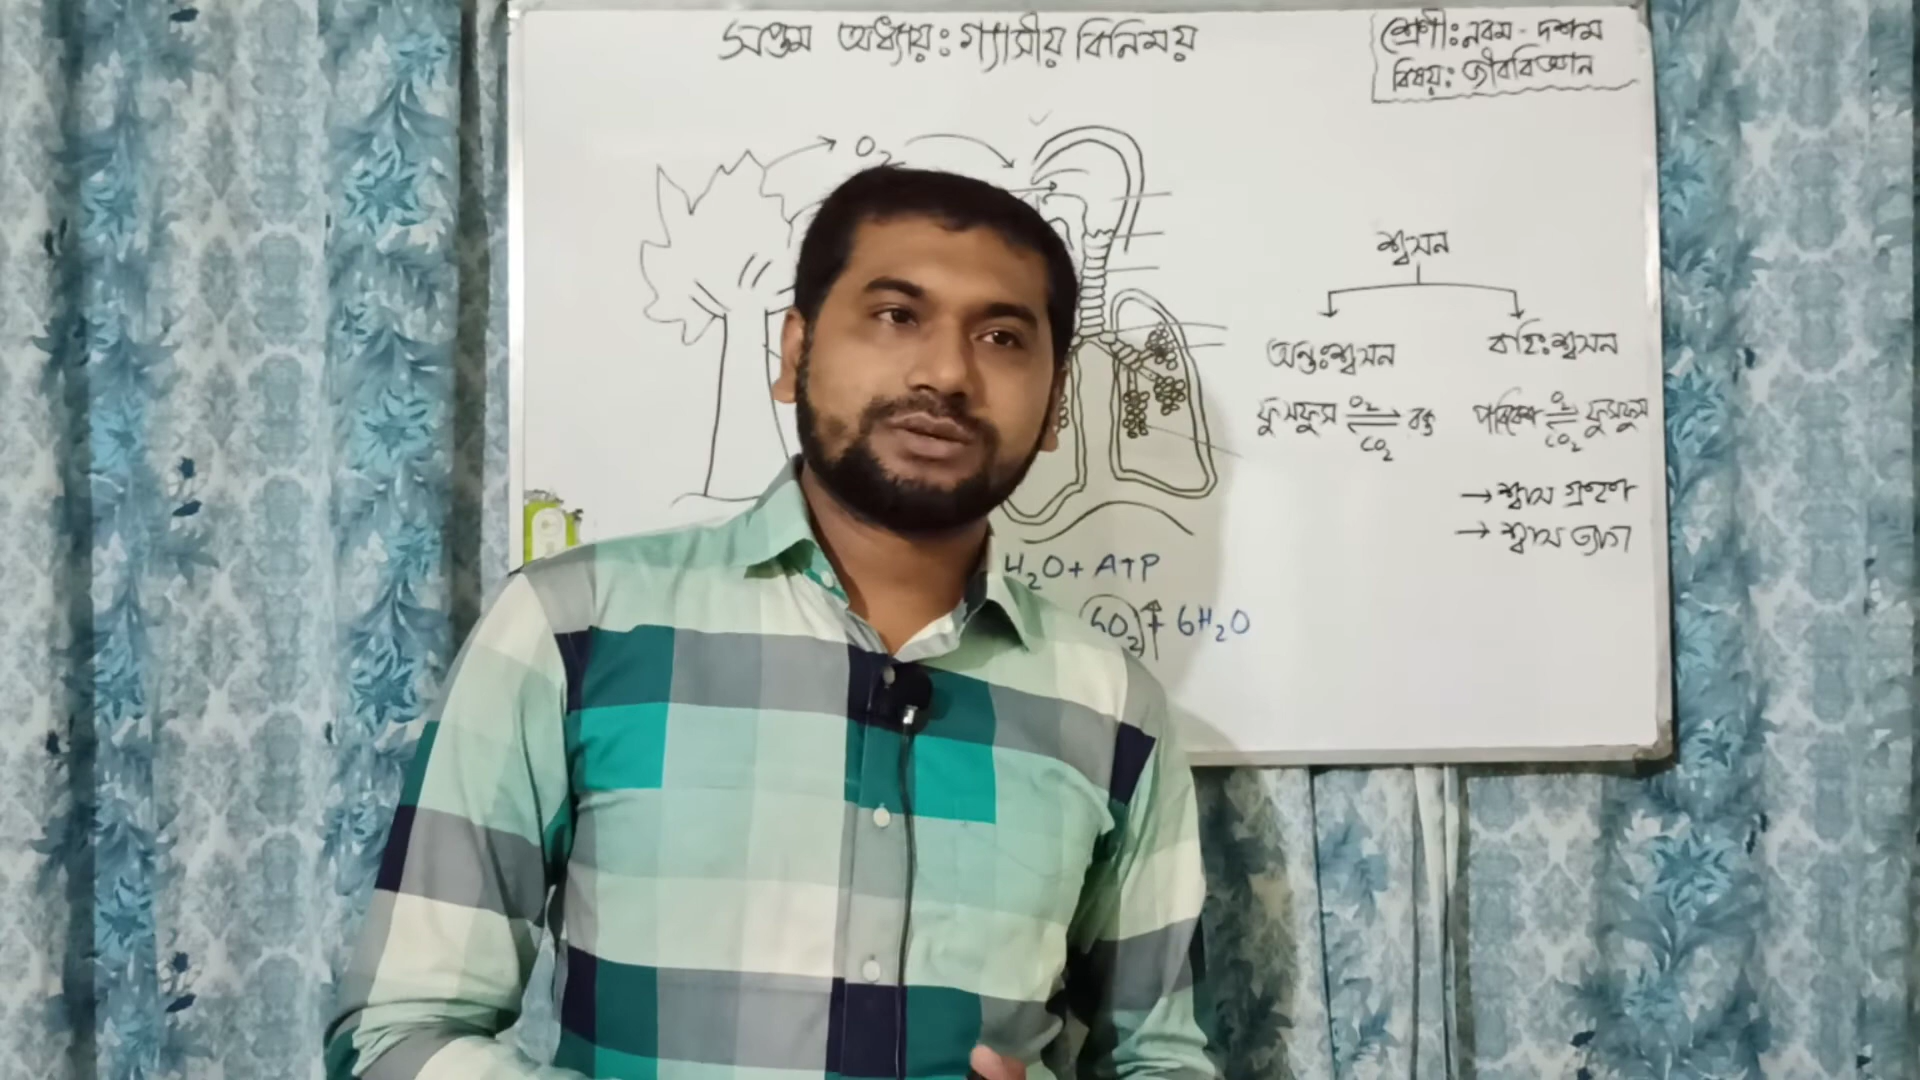 সপ্তম অধ্যায়ঃ গ্যাসীয় বিনিময়
শ্রেণীঃ নবম - দশম
বিষয়ঃ জীববিজ্ঞান
O2
শ্বসন
অন্তঃশ্বসন
বহিঃশ্বসন
ফুসফুস O2 ⇌ CO2 রক্ত
পরিবেশ O2 ⇌ CO2 ফুসফুস
→ শ্বাস গ্রহণ
→ শ্বাস ত্যাগ
H2O + ATP
6O2 + 6H2O